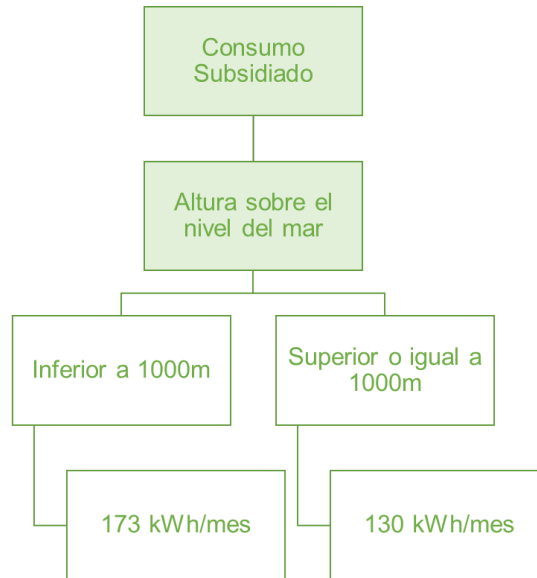 Consumo
Subsidiado
Altura sobre el
nivel del mar
Inferior a 1000m
Superior o igual a
1000m
173 kWh/mes
130 kWh/mes